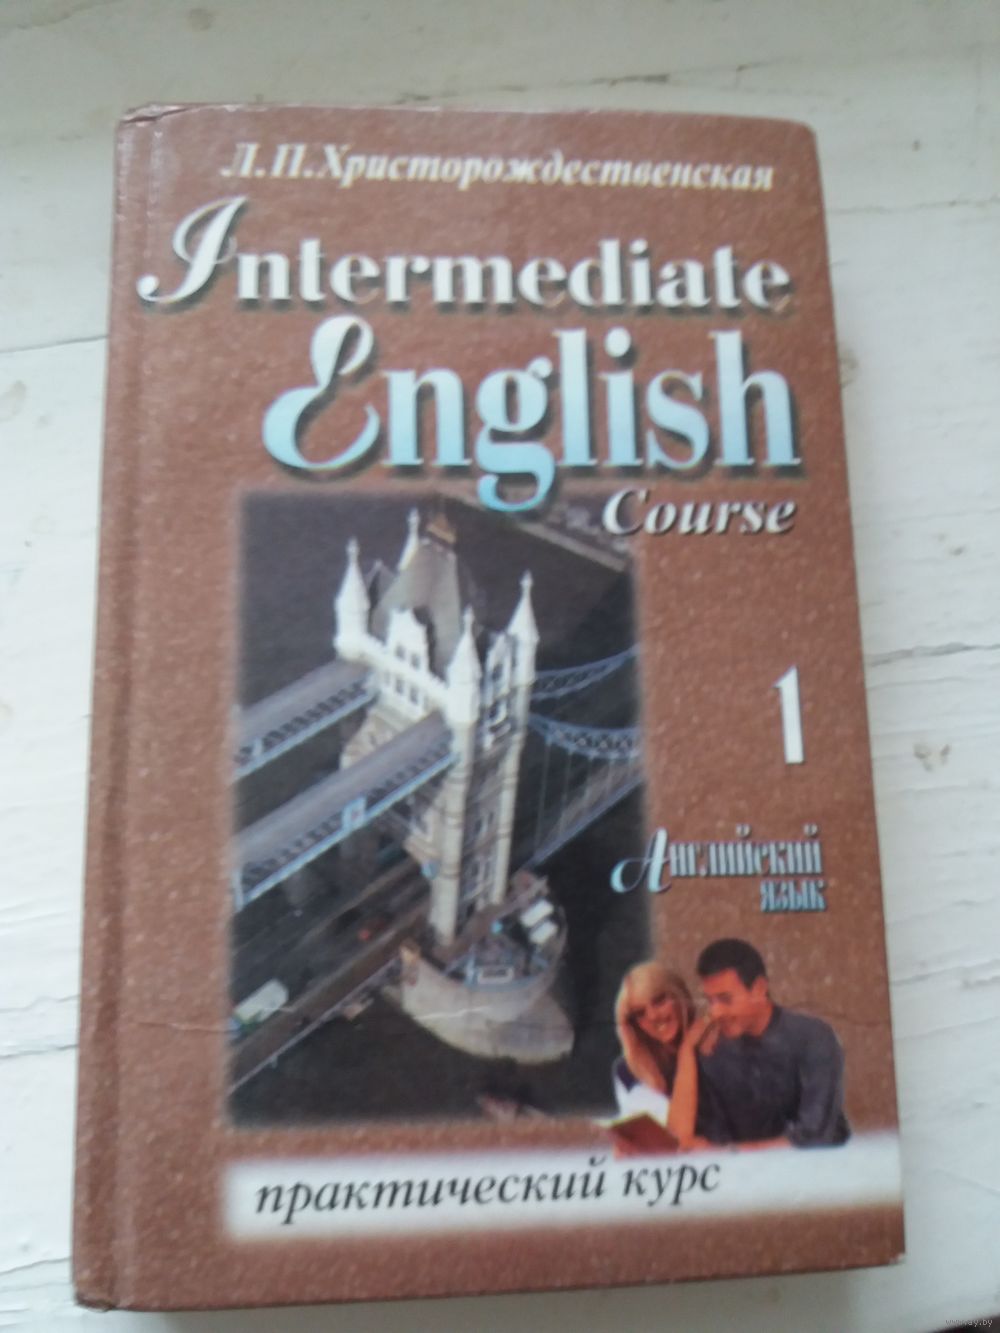 Л.П.Христорождественская
Intermediate
English
Course
1
Английский
язык
практический курс